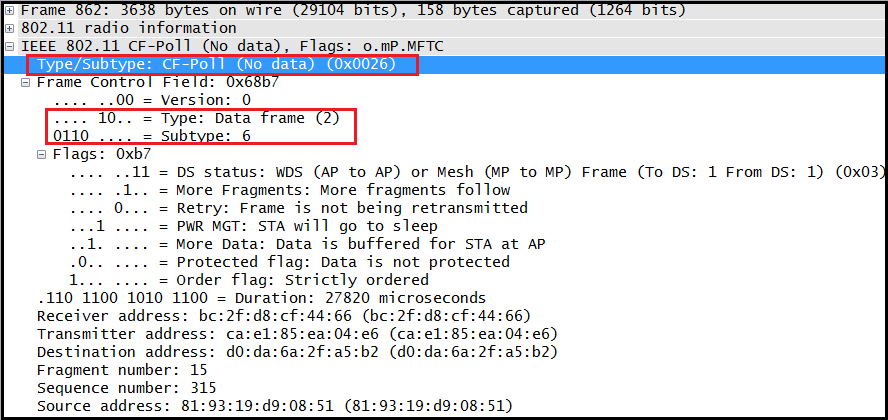 Frame 862: 3638 bytes on wire (29104 bits), 158 bytes captured (1264 bits)
802.11 radio information
IEEE 802.11 CF-Poll (No data), Flags: o.mP.MFTC
Type/Subtype: CF-Poll (No data) (0x0026)
Frame Control Field: 0x68b7
.... ..00 = Version: 0
.... 10.. = Type: Data frame (2)
0110 .... = Subtype: 6
Flags: 0xb7
.... ..11 = DS status: WDS (AP to AP) or Mesh (MP to MP) Frame (To DS: 1 From DS: 1) (0x03)
.... .1.. = More Fragments: More fragments follow
.... 0... = Retry: Frame is not being retransmitted
...1 .... = PWR MGT: STA will go to sleep
..1. .... = More Data: Data is buffered for STA at AP
.0.. .... = Protected flag: Data is not protected
1... .... = Order flag: Strictly ordered
.110 1100 1010 1100 = Duration: 27820 microseconds
Receiver address: bc:2f:d8:cf:44:66 (bc:2f:d8:cf:44:66)
Transmitter address: ca:e1:85:ea:04:e6 (ca:e1:85:ea:04:e6)
Destination address: d0:da:6a:2f:a5:b2 (d0:da:6a:2f:a5:b2)
Fragment number: 15
Sequence number: 315
Source address: 81:93:19:d9:08:51 (81:93:19:d9:08:51)